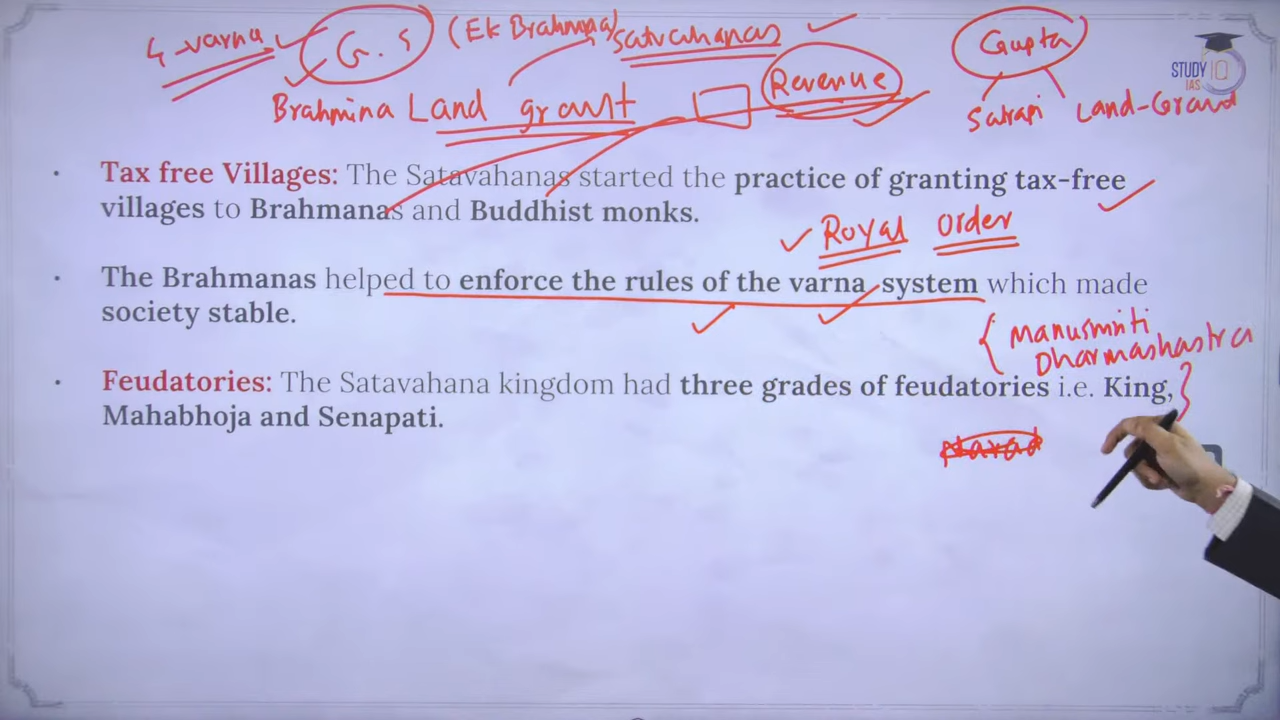 4-varna G.S (Ek Brahmna) Satvahanas Gupta
STUDY IQ
IAS
Brahmina Land grant Revenue Satrap Land-Grand
· Tax free Villages: The Satavahanas started the practice of granting tax-free
villages to Brahmanas and Buddhist monks.
Royal order
· The Brahmanas helped to enforce the rules of the varna system which made
society stable.
Manusmriti
Dharmashastra
· Feudatories: The Satavahana kingdom had three grades of feudatories i.e. King,
Mahabhoja and Senapati.